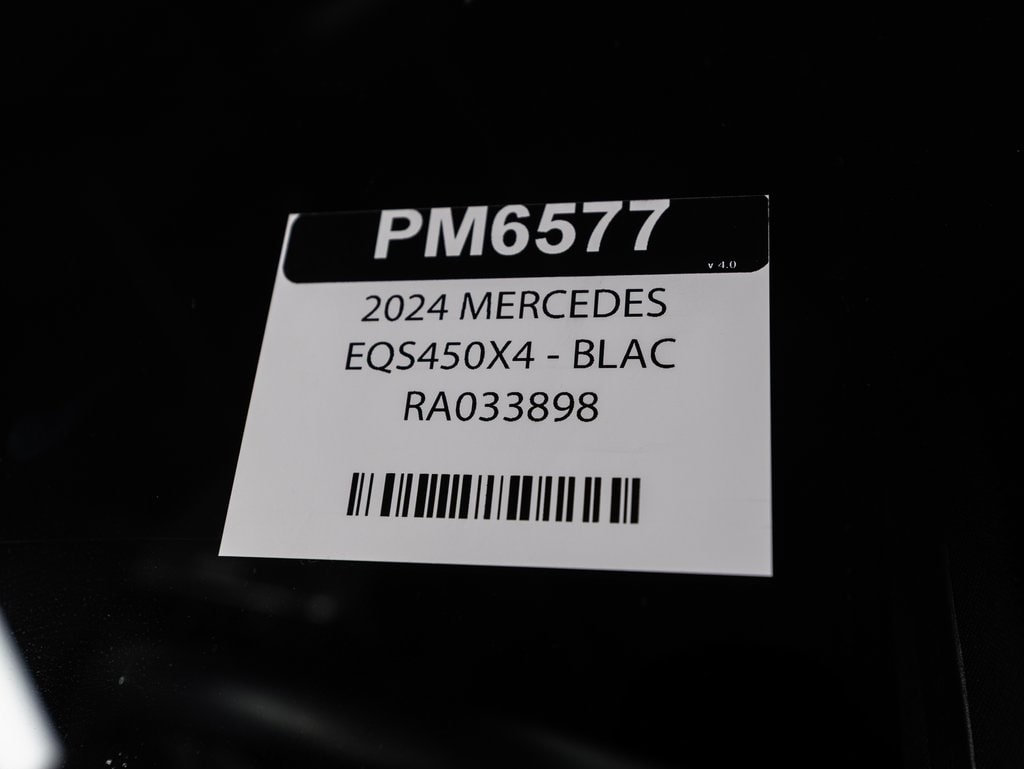 PM6577
v 4.0
2024 MERCEDES
EQS450X4 - BLAC
RA033898